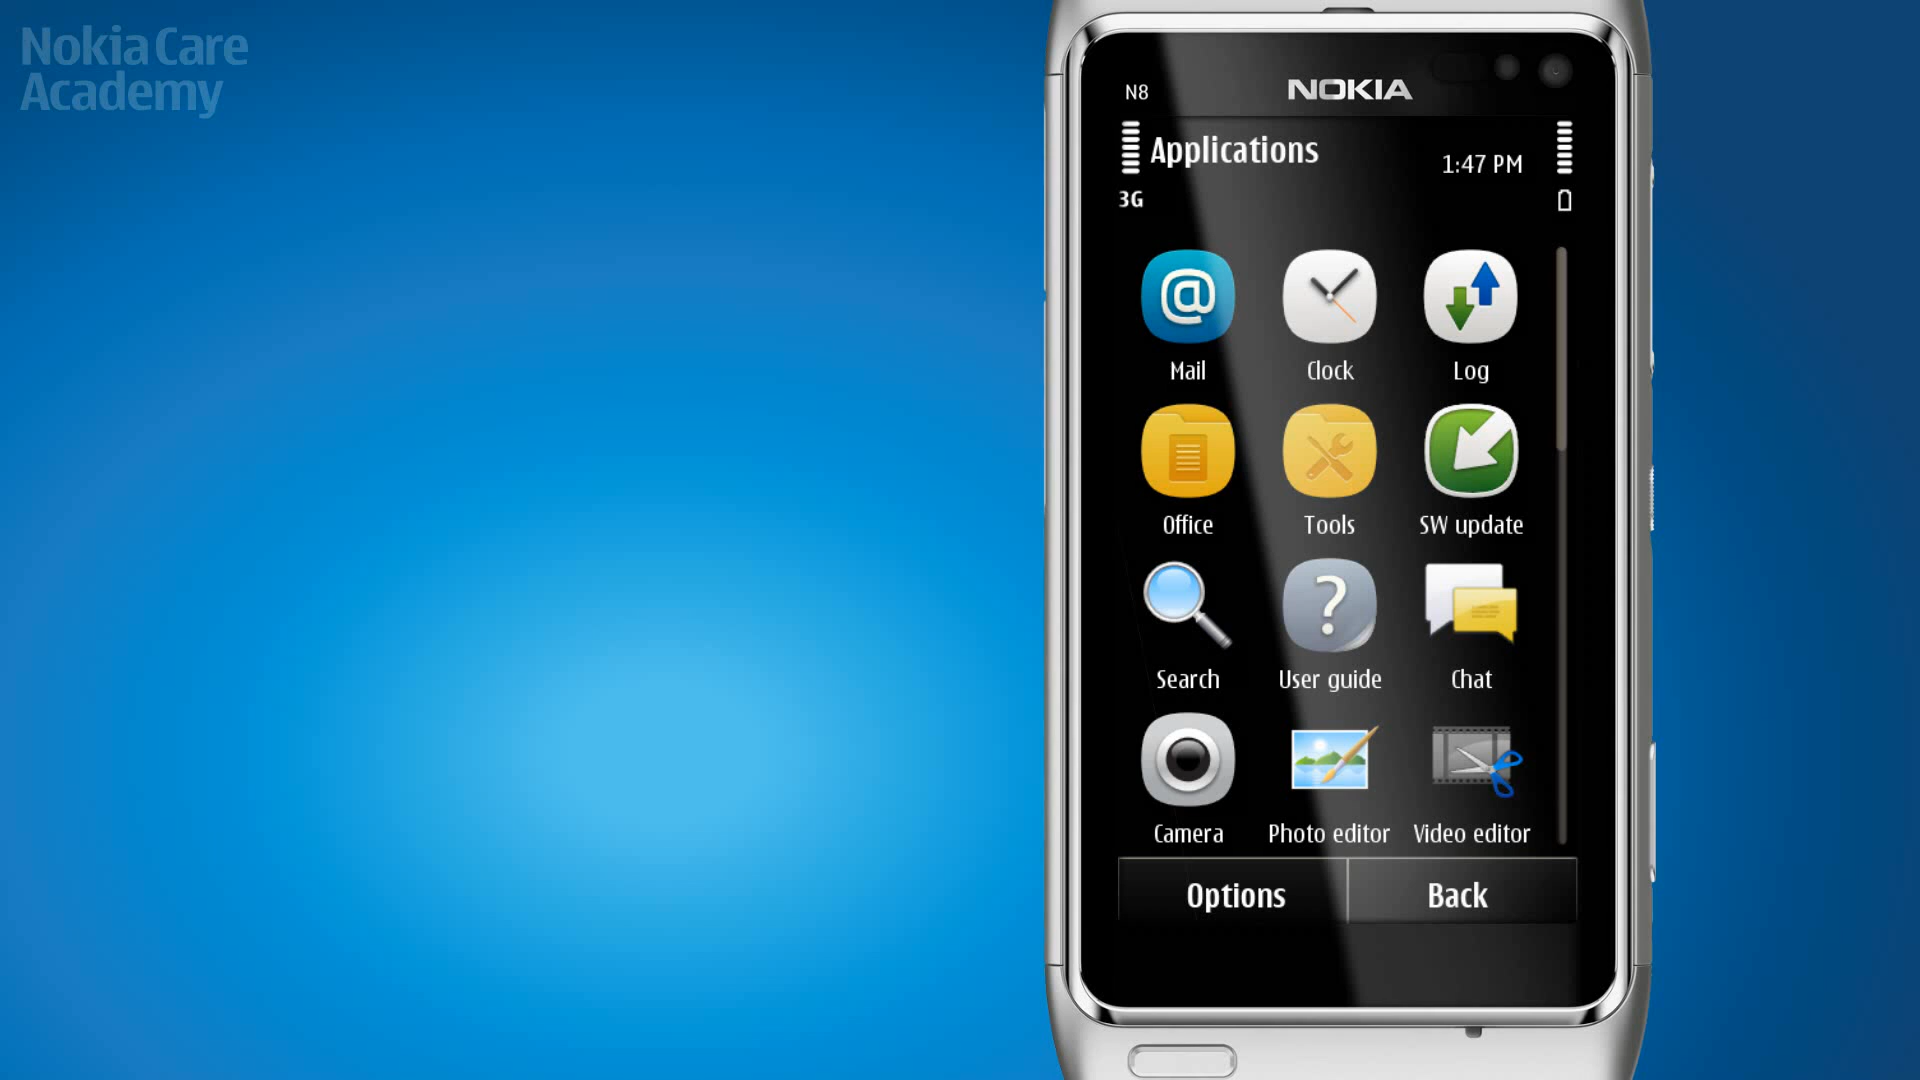 Nokia Care
Academy
N8
NOKIA
Applications
1:47 PM
3G
Mail
Clock
Log
Office
Tools
SW update
Search
User guide
Chat
Camera
Photo editor
Video editor
Options
Back